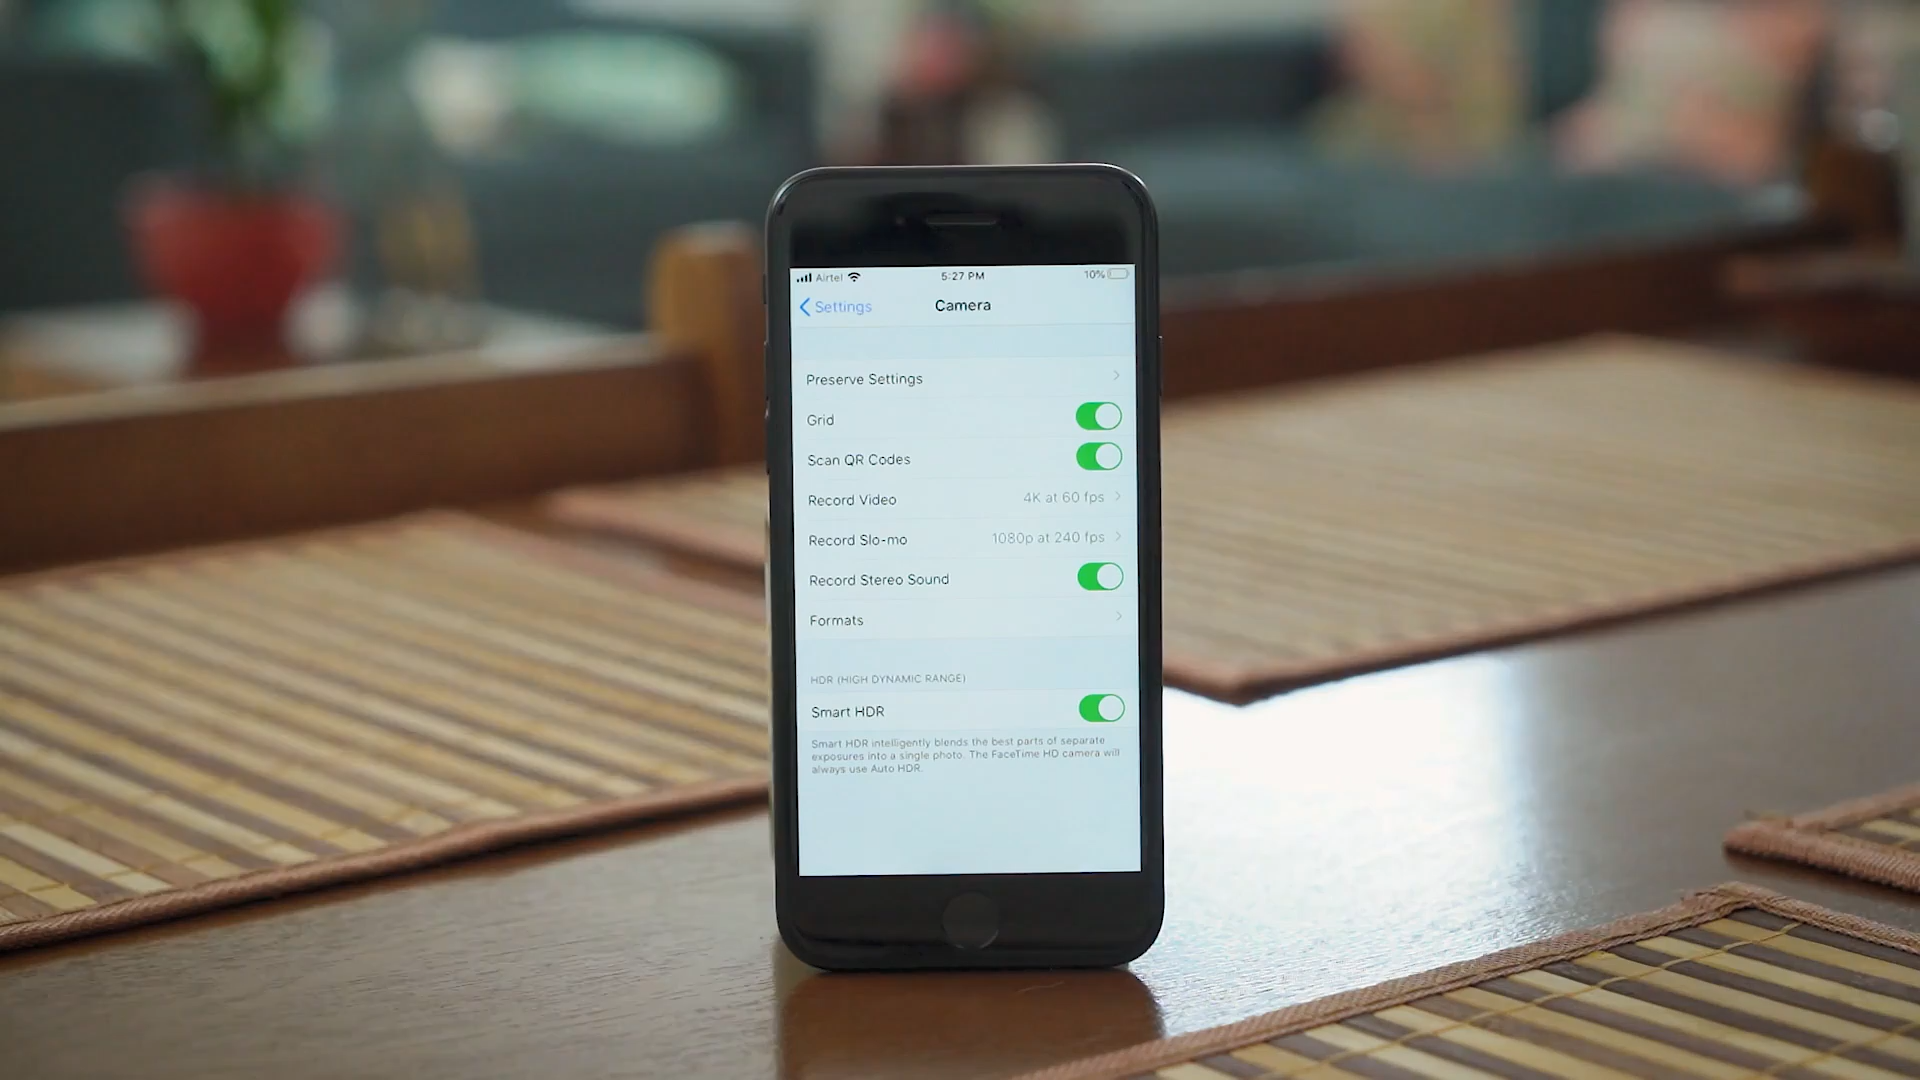 Airtel 5:27 PM 10%
Settings Camera
Preserve Settings
Grid
Scan QR Codes
Record Video 4K at 60 fps
Record Slo-mo 1080p at 240 fps
Record Stereo Sound
Formats
HDR (HIGH DYNAMIC RANGE)
Smart HDR
Smart HDR intelligently blends the best parts of separate
exposures into a single photo. The FaceTime HD camera will
always use Auto HDR.